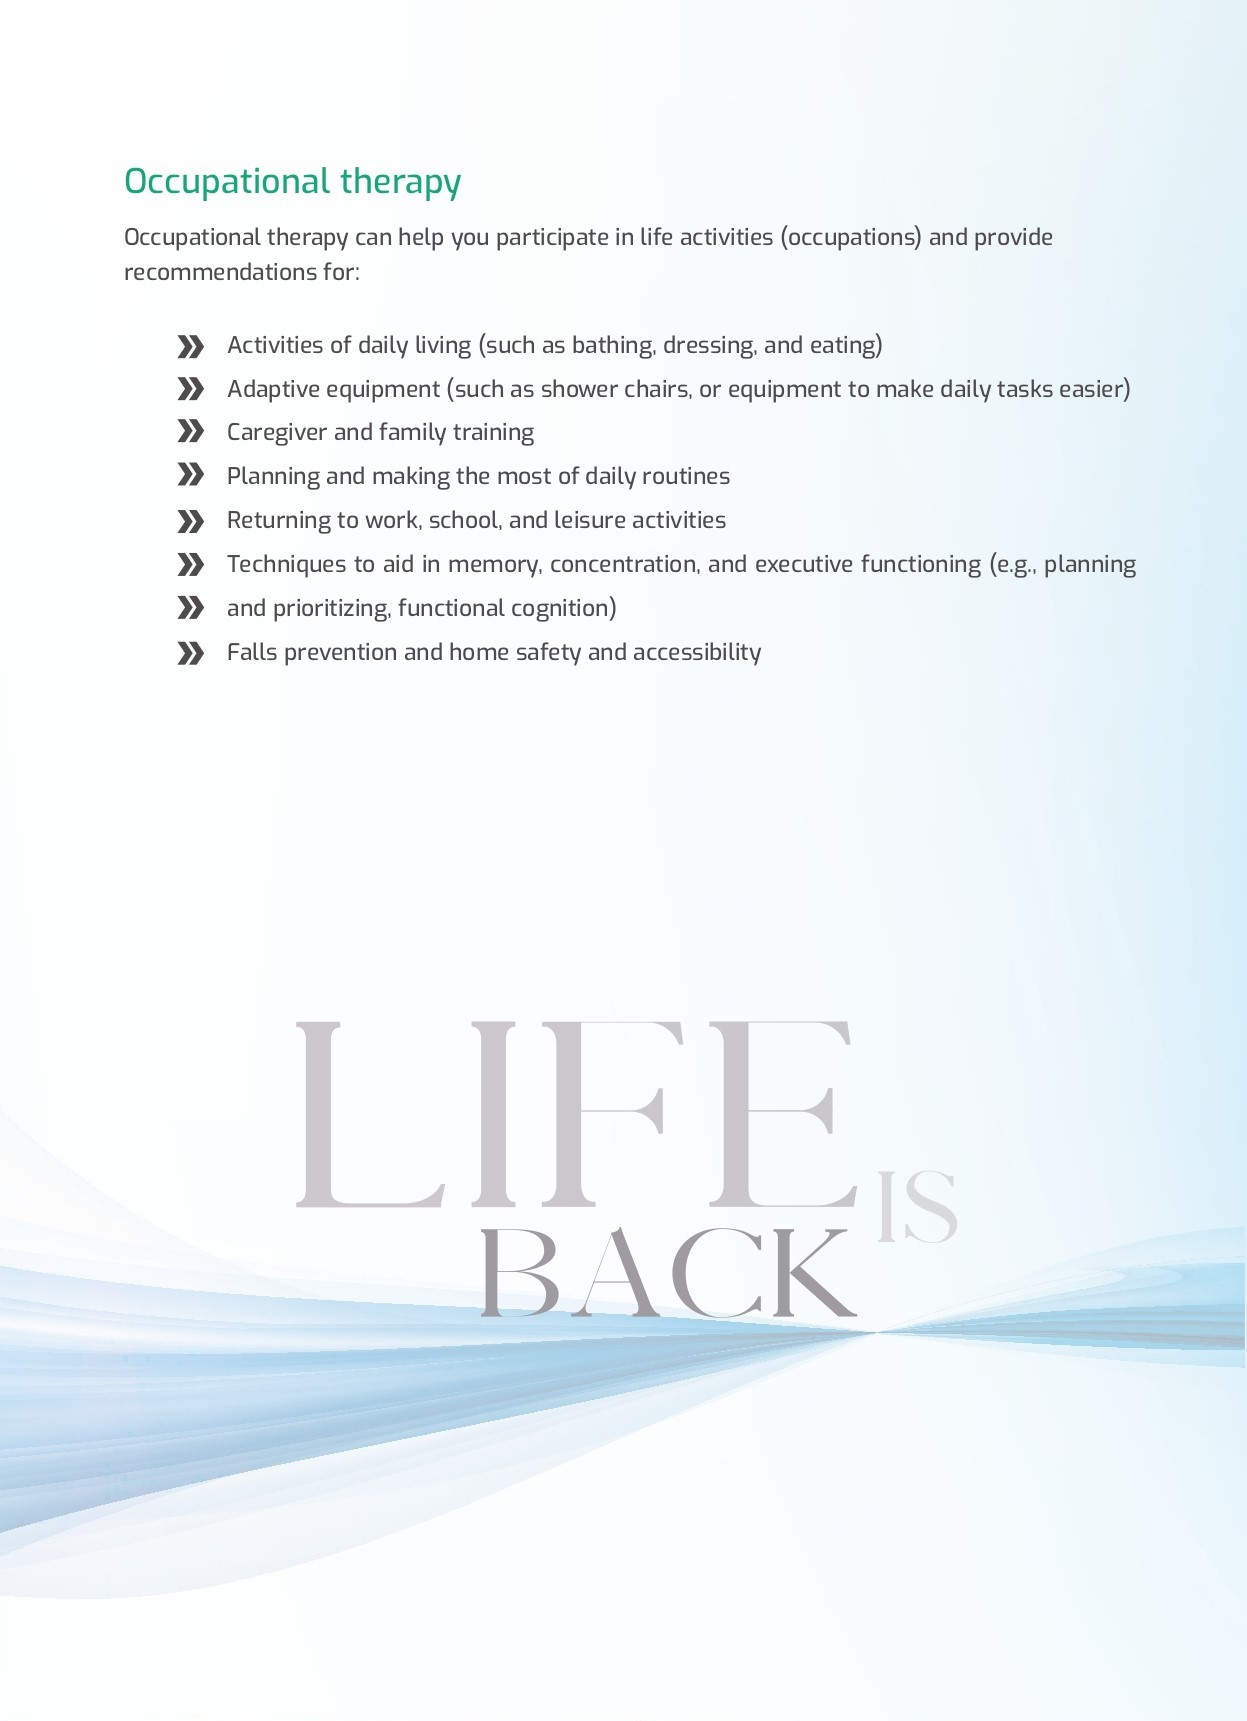 Occupational therapy
Occupational therapy can help you participate in life activities (occupations) and provide
recommendations for:
Activities of daily living (such as bathing, dressing, and eating)
Adaptive equipment (such as shower chairs, or equipment to make daily tasks easier)
Caregiver and family training
Planning and making the most of daily routines
Returning to work, school, and leisure activities
Techniques to aid in memory, concentration, and executive functioning (e.g., planning
and prioritizing, functional cognition)
Falls prevention and home safety and accessibility
LIFE
IS
BACK